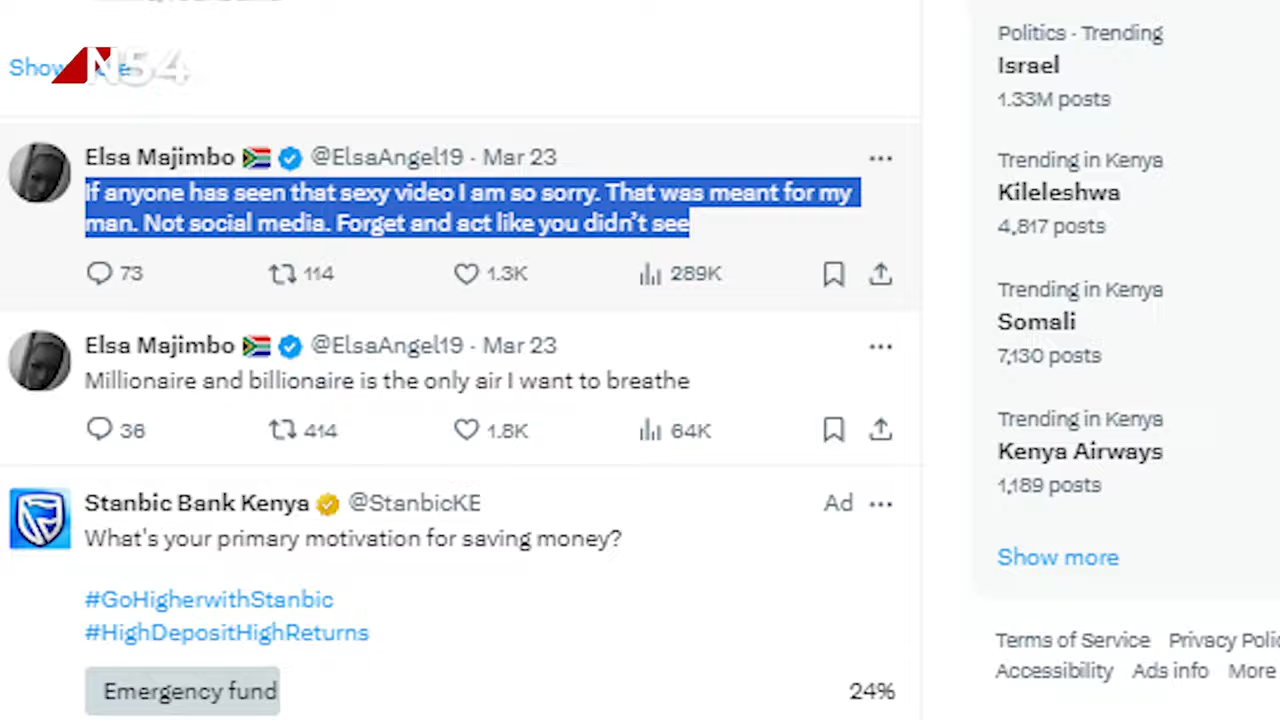 Show
N54
Elsa Majimbo @ElsaAngel19 · Mar 23
If anyone has seen that sexy video I am so sorry. That was meant for my
man. Not social media. Forget and act like you didn't see
73 114 1.3K 289K
Elsa Majimbo @ElsaAngel19 · Mar 23
Millionaire and billionaire is the only air I want to breathe
36 414 1.8K 64K
Stanbic Bank Kenya @StanbicKE Ad
What's your primary motivation for saving money?
#GoHigherwithStanbic
#HighDepositHighReturns
Emergency fund 24%
Politics · Trending
Israel
1.33M posts
Trending in Kenya
Kileleshwa
4,817 posts
Trending in Kenya
Somali
7,130 posts
Trending in Kenya
Kenya Airways
1,189 posts
Show more
Terms of Service Privacy Polic
Accessibility Ads info More